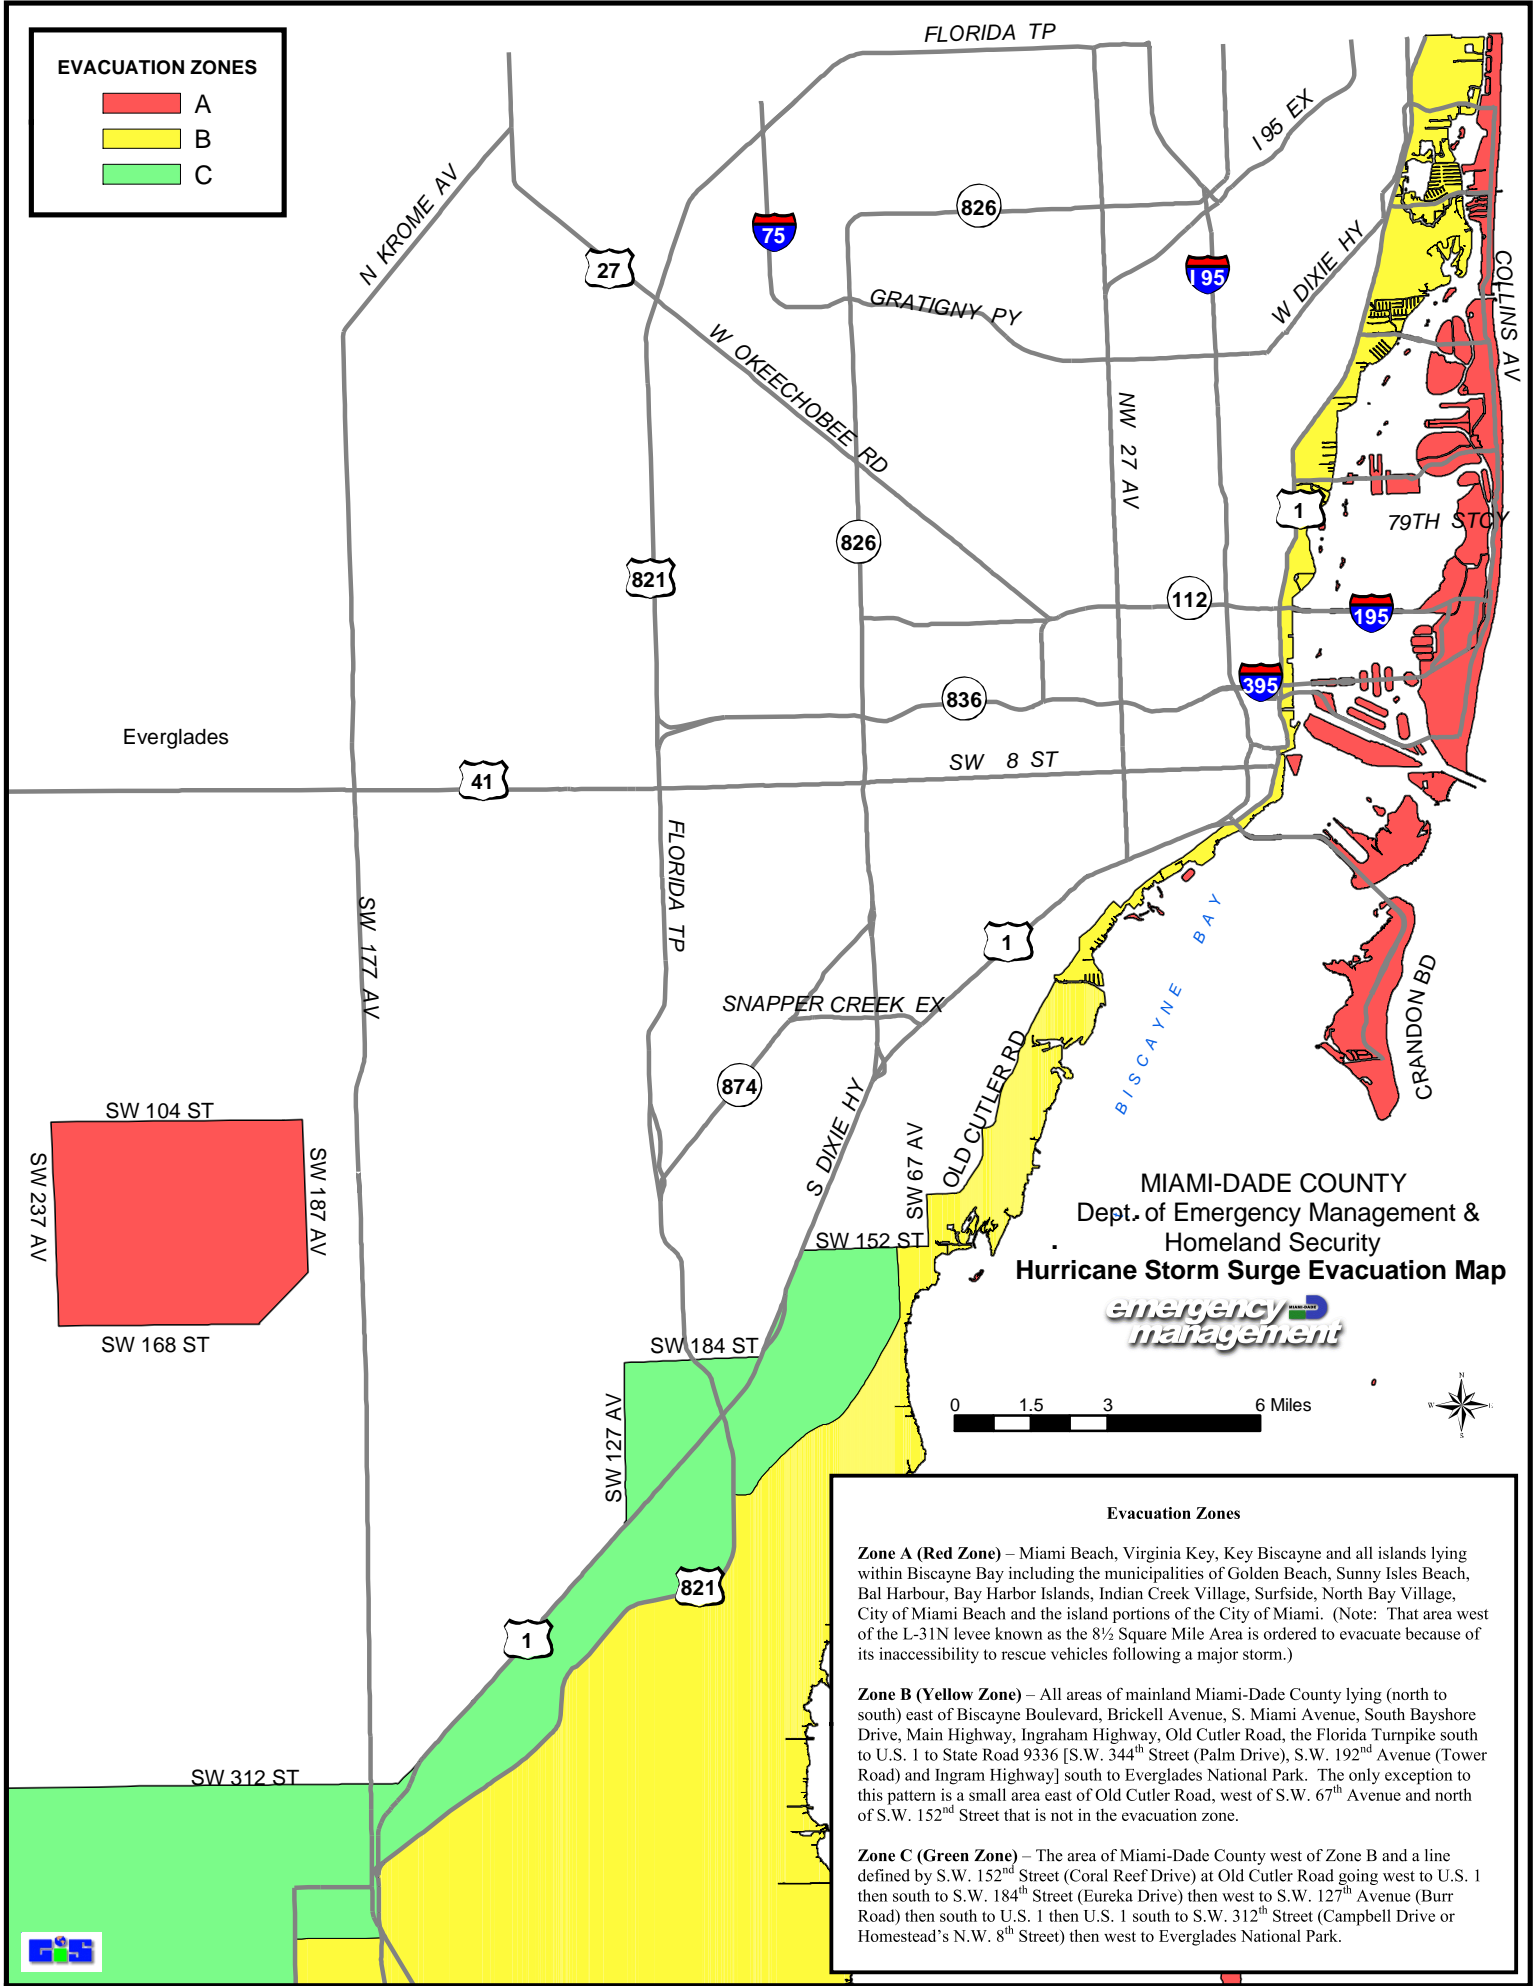 EVACUATION ZONES
A
B
C
FLORIDA TP
I 95 EX
N KROME AV
826
75
27
I 95
W DIXIE HY
COLLINS AV
GRATIGNY PY
W OKEECHOBEE RD
NW 27 AV
1
79TH STCY
826
821
112
195
395
836
Everglades
SW 8 ST
41
FLORIDA TP
SW 177 AV
BISCAYNE BAY
1
SNAPPER CREEK EX
CRANDON BD
OLD CUTLER RD
874
S DIXIE HY
SW 104 ST
SW 237 AV
SW 187 AV
SW 67 AV
SW 168 ST
SW 152 ST
MIAMI-DADE COUNTY
Dept. of Emergency Management &
Homeland Security
Hurricane Storm Surge Evacuation Map
emergency
MIAMI-DADE
management
SW 184 ST
SW 127 AV
N
W
E
S
0 1.5 3 6 Miles
821
1
SW 312 ST
GIS
Evacuation Zones
Zone A (Red Zone) – Miami Beach, Virginia Key, Key Biscayne and all islands lying
within Biscayne Bay including the municipalities of Golden Beach, Sunny Isles Beach,
Bal Harbour, Bay Harbor Islands, Indian Creek Village, Surfside, North Bay Village,
City of Miami Beach and the island portions of the City of Miami. (Note: That area west
of the L-31N levee known as the 8½ Square Mile Area is ordered to evacuate because of
its inaccessibility to rescue vehicles following a major storm.)
Zone B (Yellow Zone) – All areas of mainland Miami-Dade County lying (north to
south) east of Biscayne Boulevard, Brickell Avenue, S. Miami Avenue, South Bayshore
Drive, Main Highway, Ingraham Highway, Old Cutler Road, the Florida Turnpike south
to U.S. 1 to State Road 9336 [S.W. 344th Street (Palm Drive), S.W. 192nd Avenue (Tower
Road) and Ingram Highway] south to Everglades National Park. The only exception to
this pattern is a small area east of Old Cutler Road, west of S.W. 67th Avenue and north
of S.W. 152nd Street that is not in the evacuation zone.
Zone C (Green Zone) – The area of Miami-Dade County west of Zone B and a line
defined by S.W. 152nd Street (Coral Reef Drive) at Old Cutler Road going west to U.S. 1
then south to S.W. 184th Street (Eureka Drive) then west to S.W. 127th Avenue (Burr
Road) then south to U.S. 1 then U.S. 1 south to S.W. 312th Street (Campbell Drive or
Homestead's N.W. 8th Street) then west to Everglades National Park.